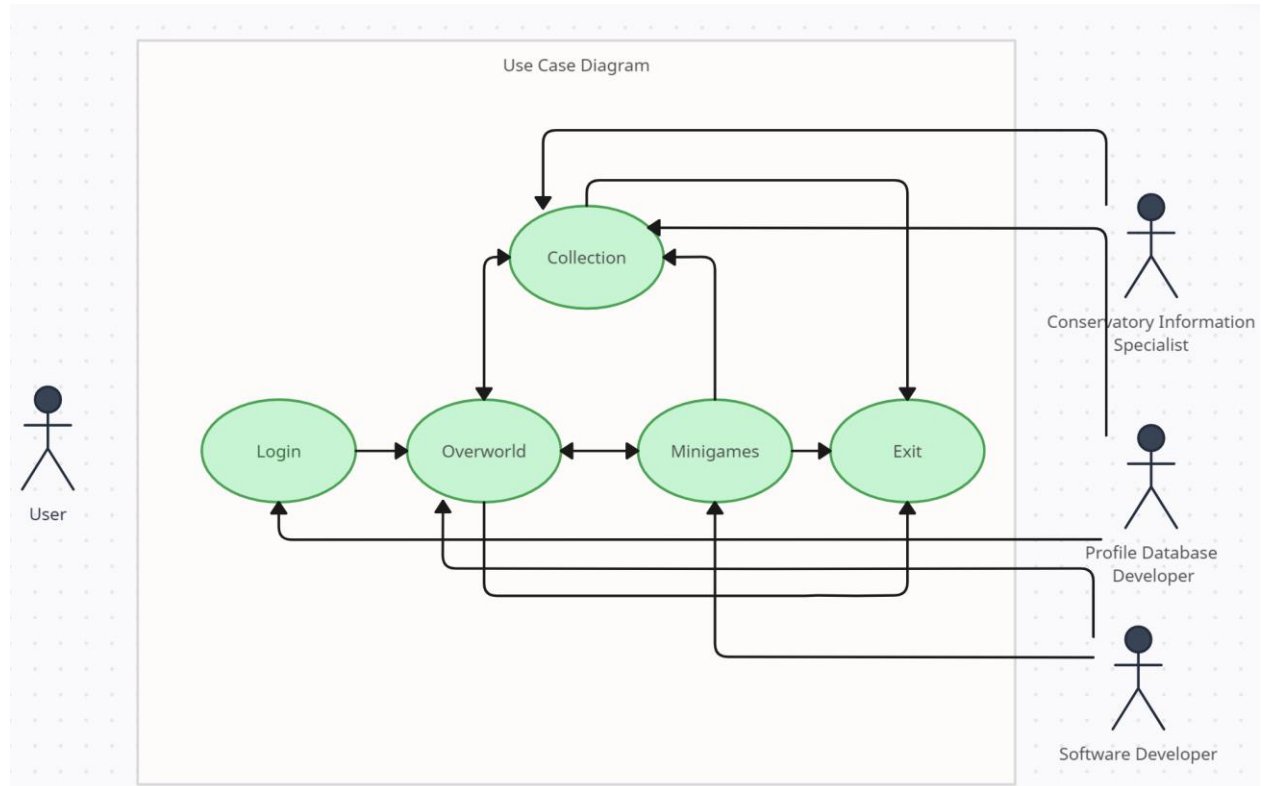 Use Case Diagram
Collection
Conservatory Information
Specialist
Login
Overworld
Minigames
Exit
User
Profile Database
Developer
Software Developer